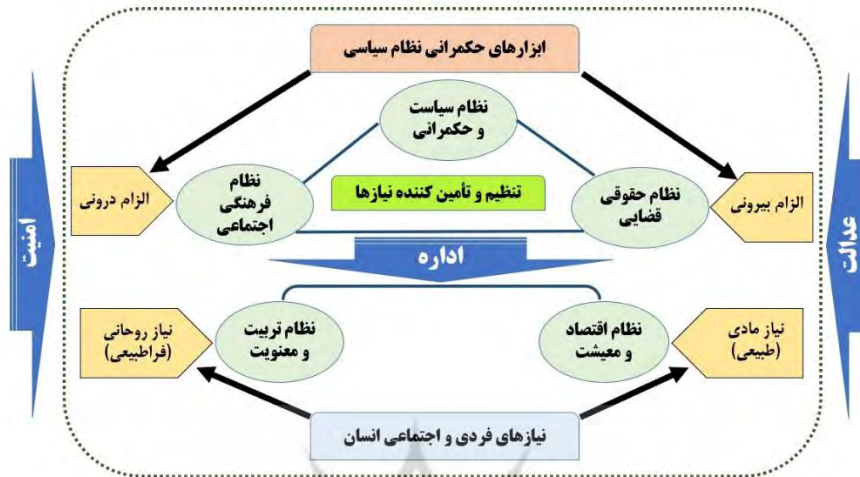 ابزارهای حکمرانی نظام سیاسی
نظام سیاست
و حکمرانی
الزام بیرونی
نظام حقوقی
قضایی
تنظیم و تأمین کننده نیازها
نظام
فرهنگی
اجتماعی
الزام درونی
عدالت
امنیت
اداره
نیاز مادی
(طبیعی)
نظام اقتصاد
و معیشت
نظام تربیت
و معنویت
نیاز روحانی
(فراطبیعی)
نیازهای فردی و اجتماعی انسان